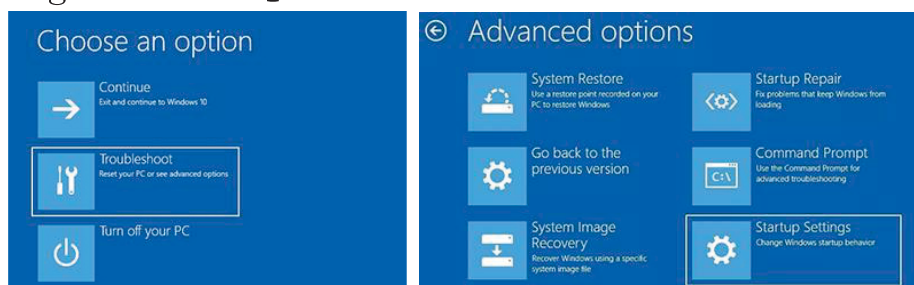 Choose an option
Continue
Exit and continue to Windows 10
Troubleshoot
Reset your PC or see advanced options
Turn off your PC
Advanced options
System Restore
Use a restore point recorded on your
PC to restore Windows
Go back to the
previous version
System Image
Recovery
Recover Windows using a specific
system image file
Startup Repair
Fix problems that keep Windows from
loading
Command Prompt
Use the Command Prompt for
advanced troubleshooting
C:\
Startup Settings
Change Windows startup behavior